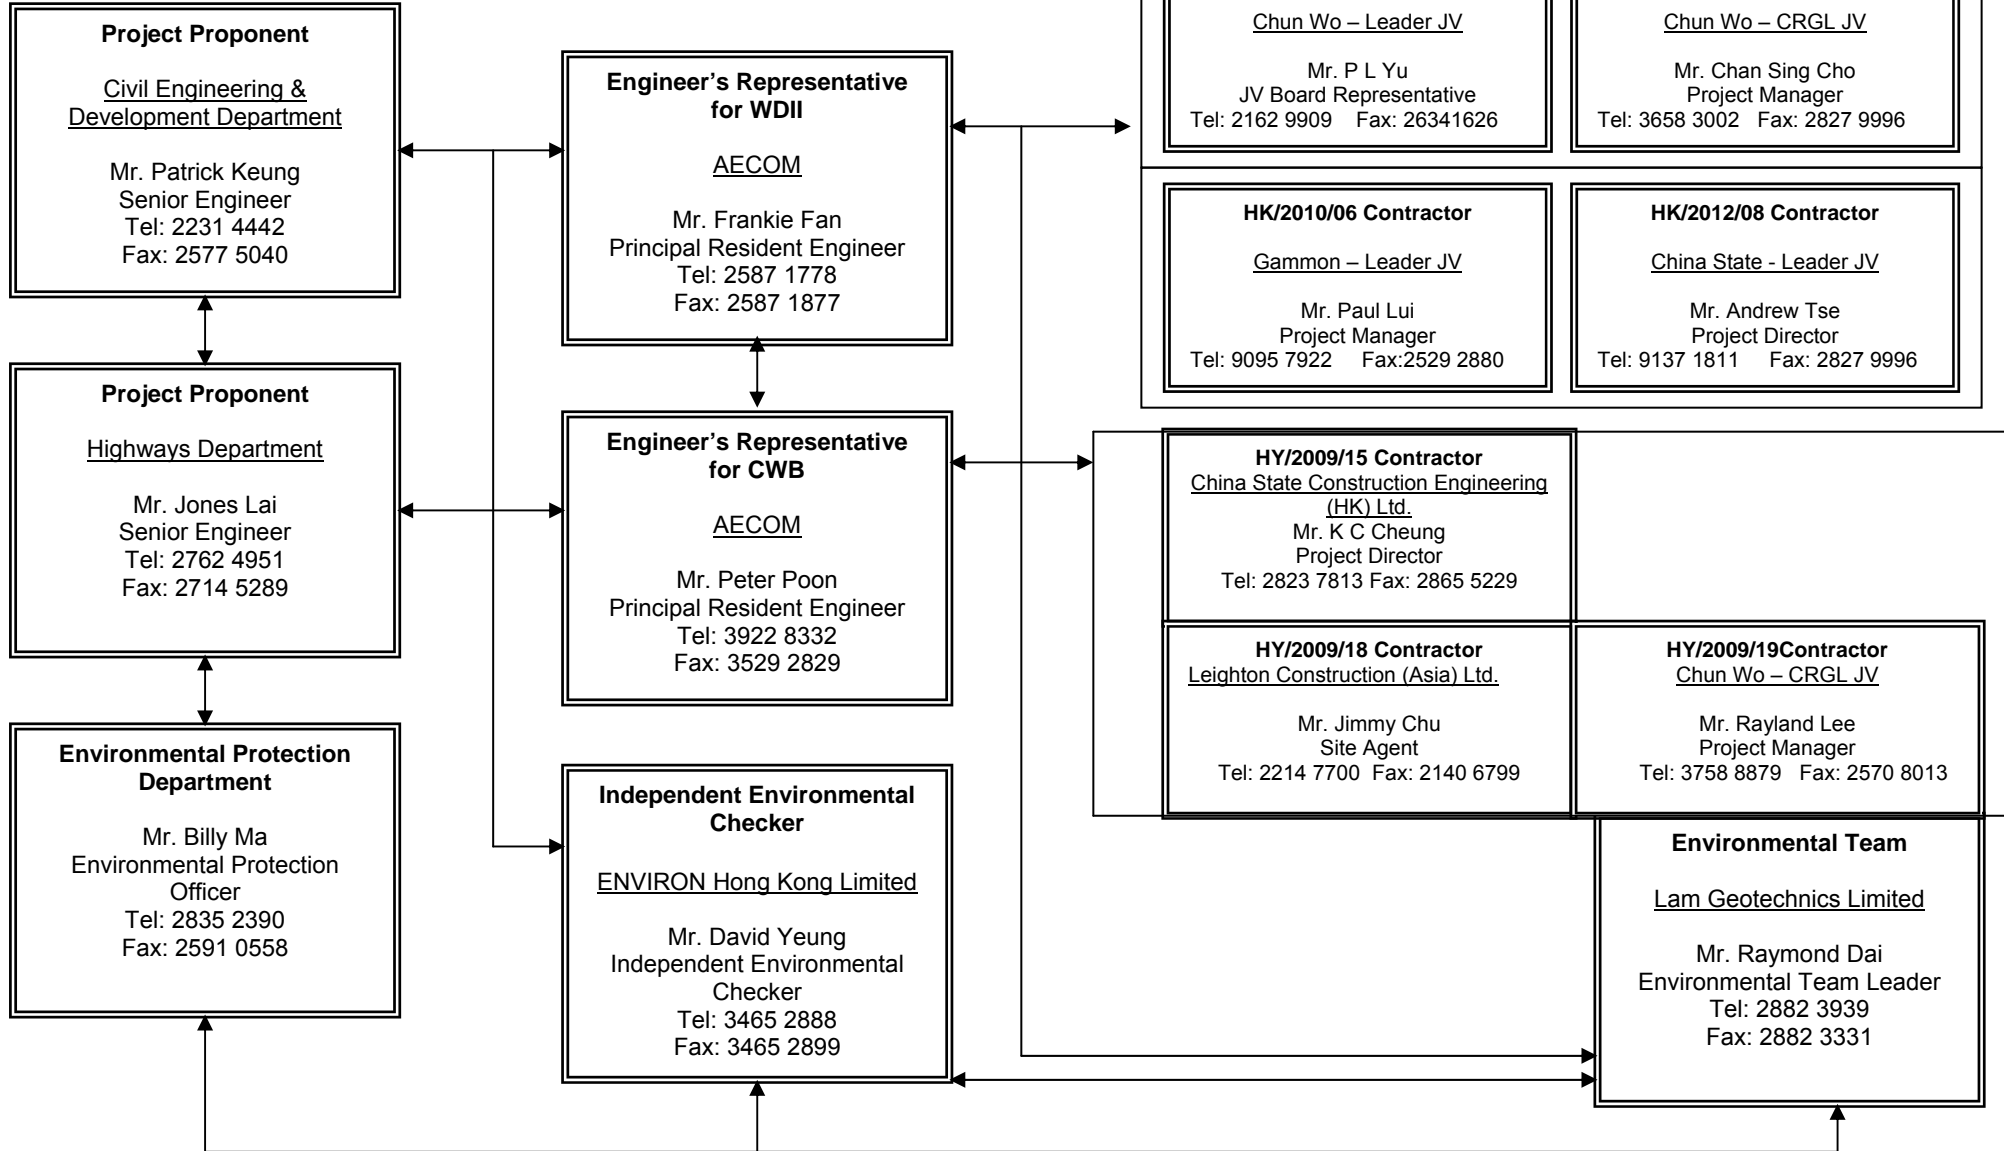 Project Proponent
Civil Engineering &
Development Department
Mr. Patrick Keung
Senior Engineer
Tel: 2231 4442
Fax: 2577 5040
Project Proponent
Highways Department
Mr. Jones Lai
Senior Engineer
Tel: 2762 4951
Fax: 2714 5289
Environmental Protection
Department
Mr. Billy Ma
Environmental Protection
Officer
Tel: 2835 2390
Fax: 2591 0558
Engineer’s Representative
for WDII
AECOM
Mr. Frankie Fan
Principal Resident Engineer
Tel: 2587 1778
Fax: 2587 1877
Engineer’s Representative
for CWB
AECOM
Mr. Peter Poon
Principal Resident Engineer
Tel: 3922 8332
Fax: 3529 2829
Independent Environmental
Checker
ENVIRON Hong Kong Limited
Mr. David Yeung
Independent Environmental
Checker
Tel: 3465 2888
Fax: 3465 2899
Chun Wo – Leader JV
Mr. P L Yu
JV Board Representative
Tel: 2162 9909    Fax: 26341626
Chun Wo – CRGL JV
Mr. Chan Sing Cho
Project Manager
Tel: 3658 3002   Fax: 2827 9996
HK/2010/06 Contractor
Gammon – Leader JV
Mr. Paul Lui
Project Manager
Tel: 9095 7922     Fax:2529 2880
HK/2012/08 Contractor
China State - Leader JV
Mr. Andrew Tse
Project Director
Tel: 9137 1811     Fax: 2827 9996
HY/2009/15 Contractor
China State Construction Engineering
(HK) Ltd.
Mr. K C Cheung
Project Director
Tel: 2823 7813 Fax: 2865 5229
HY/2009/18 Contractor
Leighton Construction (Asia) Ltd.
Mr. Jimmy Chu
Site Agent
Tel: 2214 7700  Fax: 2140 6799
HY/2009/19Contractor
Chun Wo – CRGL JV
Mr. Rayland Lee
Project Manager
Tel: 3758 8879   Fax: 2570 8013
Environmental Team
Lam Geotechnics Limited
Mr. Raymond Dai
Environmental Team Leader
Tel: 2882 3939
Fax: 2882 3331